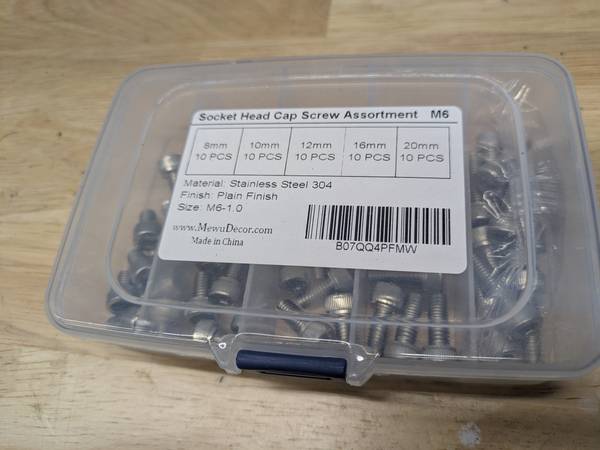 Socket Head Cap Screw Assortment M6
8mm 10mm 12mm 16mm 20mm
10 PCS 10 PCS 10 PCS 10 PCS 10 PCS
Material: Stainless Steel 304
Finish: Plain Finish
Size: M6-1.0
www.MewuDecor.com
Made in China
B07QQ4PFMW